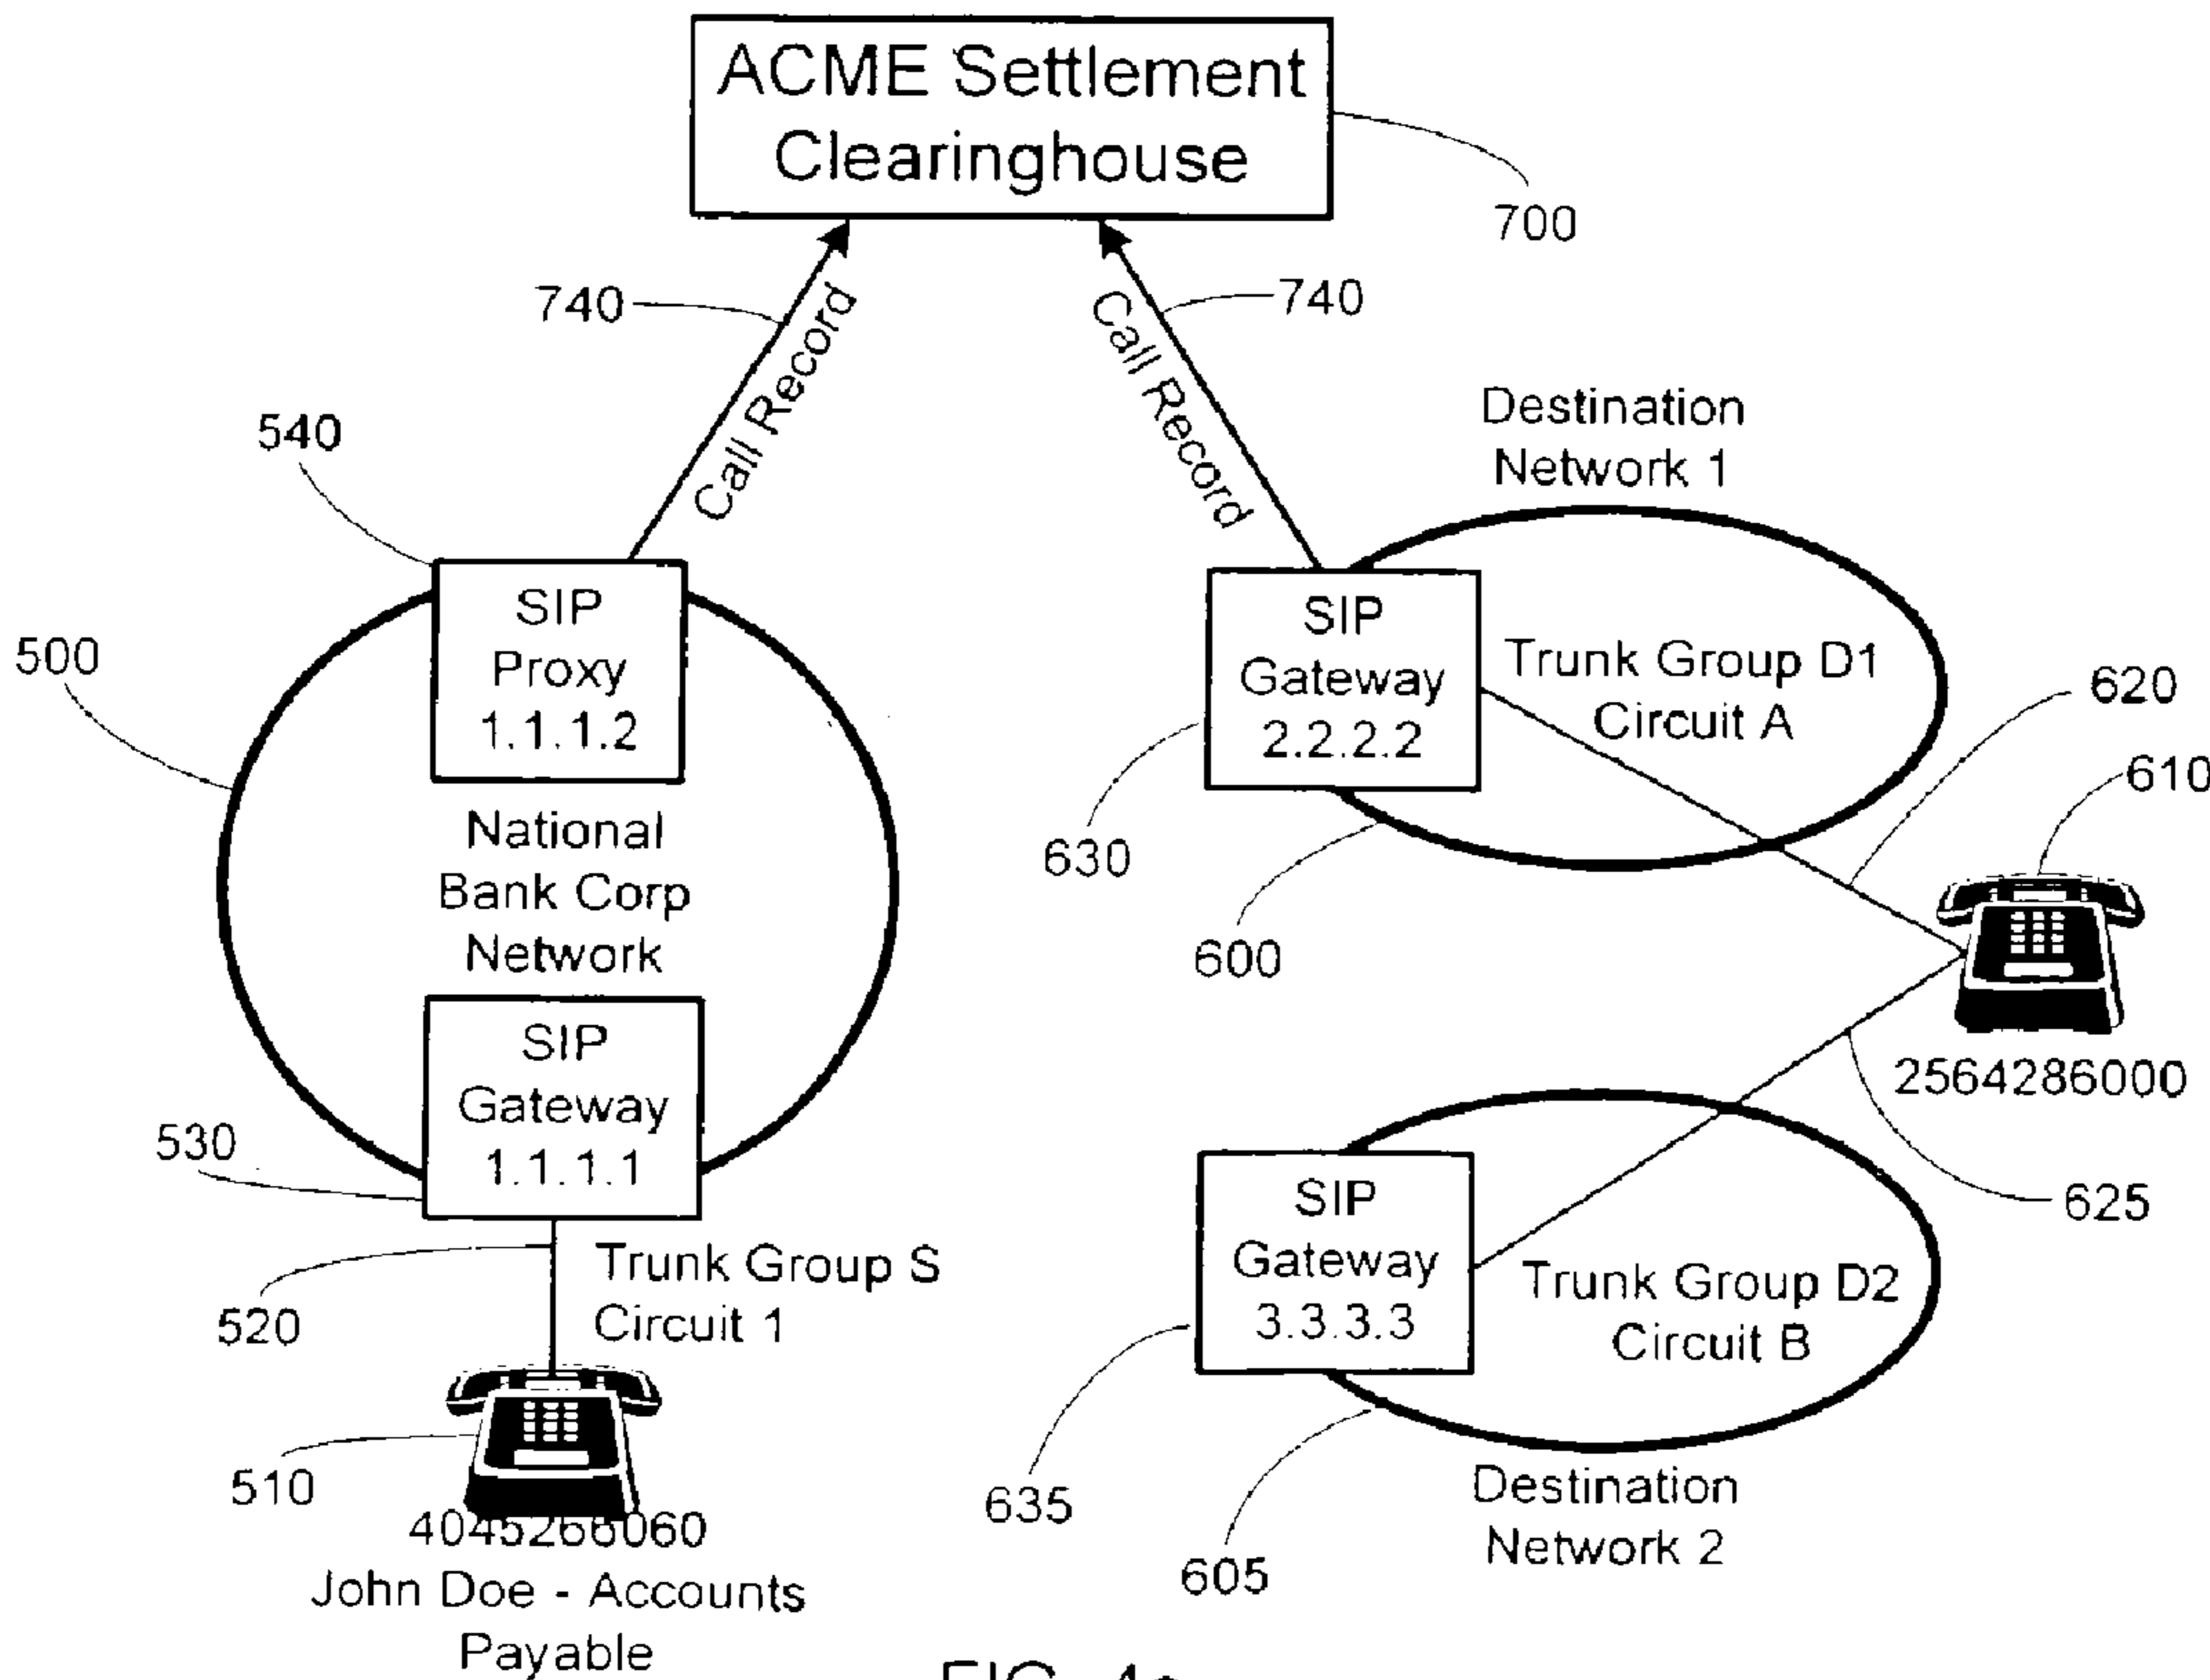 ACME Settlement
Clearinghouse
700
740
Call Record
740
Call Record
Destination
Network 1
540
SIP
Proxy
1.1.1.2
500
National
Bank Corp
Network
SIP
Gateway
1.1.1.1
530
520
Trunk Group S
Circuit 1
510
4045266060
John Doe - Accounts
Payable
SIP
Gateway
2.2.2.2
Trunk Group D1
Circuit A
620
610
630
600
2564286000
SIP
Gateway
3.3.3.3
Trunk Group D2
Circuit B
625
635
605
Destination
Network 2